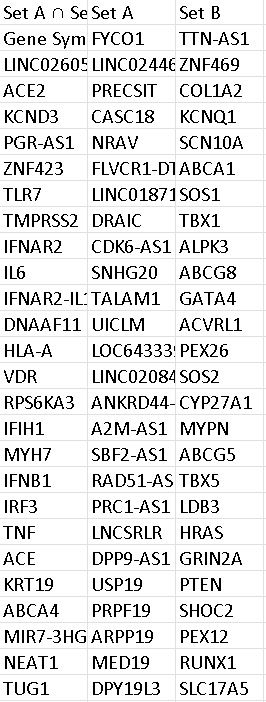 Set A ∩ Se Set A Set B
Gene Sym FYCO1 TTN-AS1
LINC02605 LINC02446 ZNF469
ACE2 PRECSIT COL1A2
KCND3 CASC18 KCNQ1
PGR-AS1 NRAV SCN10A
ZNF423 FLVCR1-DT ABCA1
TLR7 LINC01871 SOS1
TMPRSS2 DRAIC TBX1
IFNAR2 CDK6-AS1 ALPK3
IL6 SNHG20 ABCG8
IFNAR2-IL1 TALAM1 GATA4
DNAAF11 UICLM ACVRL1
HLA-A LOC643339 PEX26
VDR LINC02084 SOS2
RPS6KA3 ANKRD44- CYP27A1
IFIH1 A2M-AS1 MYPN
MYH7 SBF2-AS1 ABCG5
IFNB1 RAD51-AS TBX5
IRF3 PRC1-AS1 LDB3
TNF LNCSRLR HRAS
ACE DPP9-AS1 GRIN2A
KRT19 USP19 PTEN
ABCA4 PRPF19 SHOC2
MIR7-3HG ARPP19 PEX12
NEAT1 MED19 RUNX1
TUG1 DPY19L3 SLC17A5